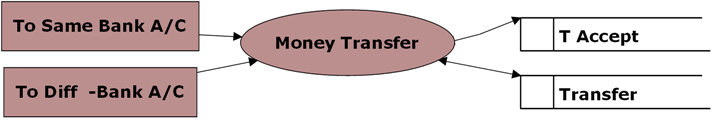 To Same Bank A/C
Money Transfer
T Accept
To Diff -Bank A/C
Transfer